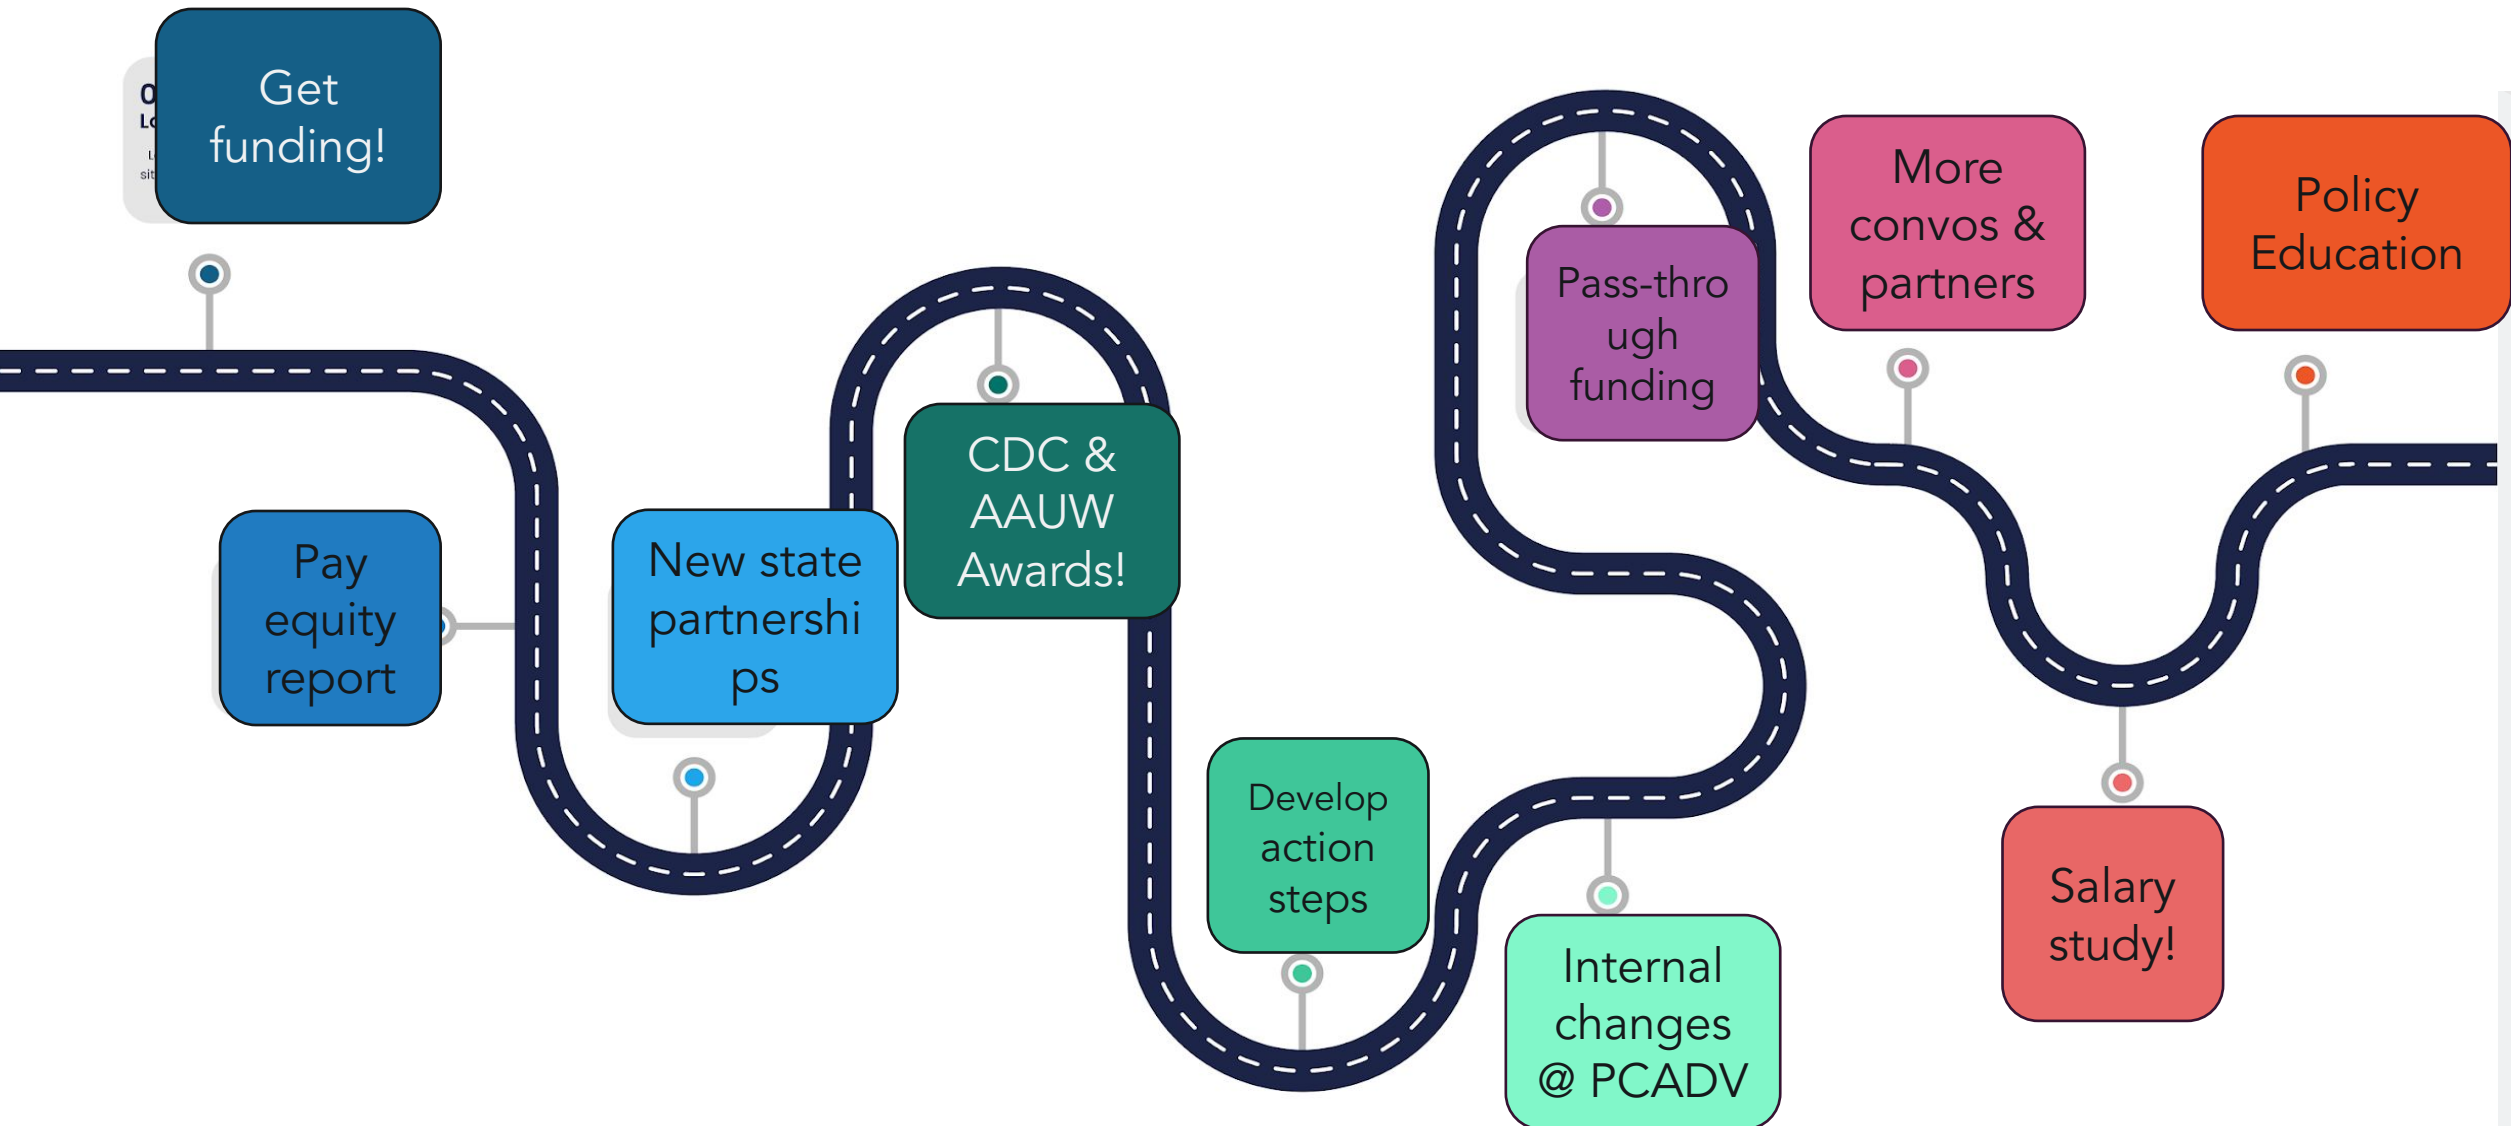 Get
funding!
Pay
equity
report
New state
partnershi
ps
CDC &
AAUW
Awards!
Develop
action
steps
Internal
changes
@ PCADV
Pass-thro
ugh
funding
More
convos &
partners
Salary
study!
Policy
Education